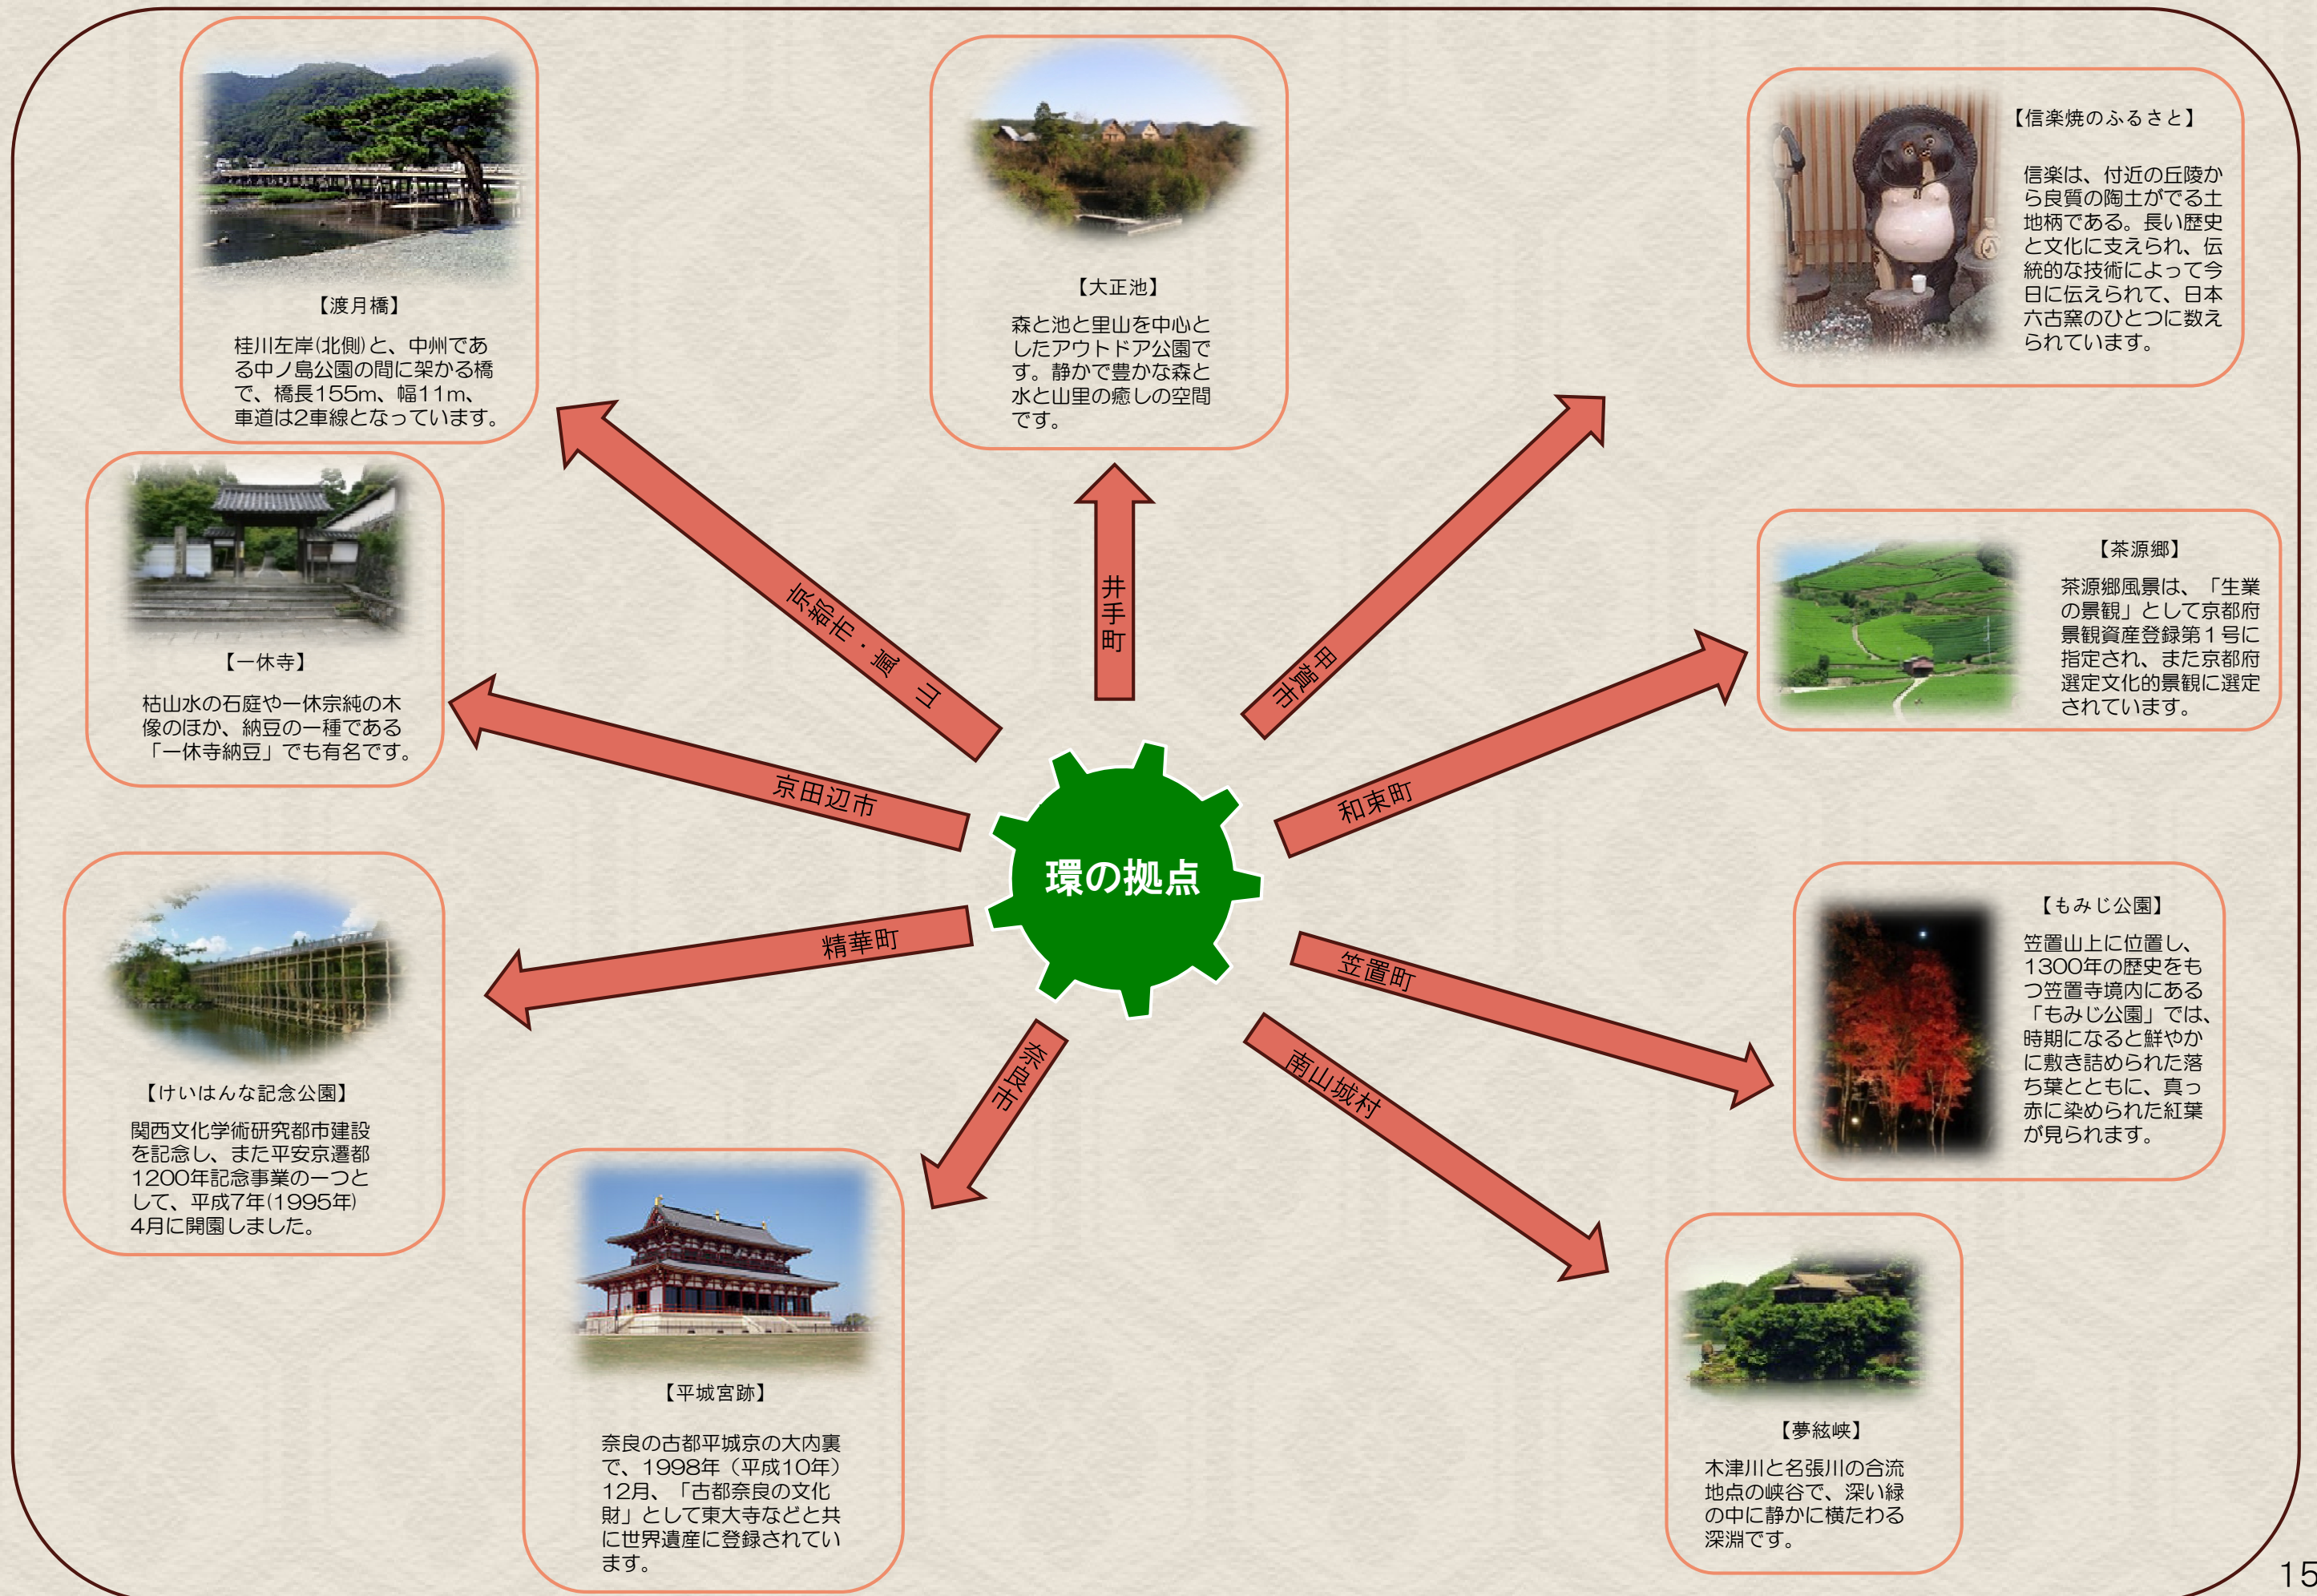 【渡月橋】
桂川左岸(北側)と、中州であ
る中ノ島公園の間に架かる橋
で、橋長155m、幅11m、
車道は2車線となっています。
【大正池】
森と池と里山を中心と
したアウトドア公園で
す。静かで豊かな森と
水と山里の癒しの空間
です。
【信楽焼のふるさと】
信楽は、付近の丘陵か
ら良質の陶土がでる土
地柄である。長い歴史
と文化に支えられ、伝
統的な技術によって今
日に伝えられて、日本
六古窯のひとつに数え
られています。
【一休寺】
枯山水の石庭や一休宗純の木
像のほか、納豆の一種である
「一休寺納豆」でも有名です。
【茶源郷】
茶源郷風景は、「生業
の景観」として京都府
景観資産登録第1号に
指定され、また京都府
選定文化的景観に選定
されています。
京都市・嵐山
井手町
甲賀市
京田辺市
和束町
環の拠点
精華町
笠置町
奈良市
南山城村
【けいはんな記念公園】
関西文化学術研究都市建設
を記念し、また平安京遷都
1200年記念事業の一つと
して、平成7年(1995年)
4月に開園しました。
【もみじ公園】
笠置山上に位置し、
1300年の歴史をも
つ笠置寺境内にある
「もみじ公園」では、
時期になると鮮やか
に敷き詰められた落
ち葉とともに、真っ
赤に染められた紅葉
が見られます。
【平城宮跡】
奈良の古都平城京の大内裏
で、1998年（平成10年）
12月、「古都奈良の文化
財」として東大寺などと共
に世界遺産に登録されてい
ます。
【夢絃峡】
木津川と名張川の合流
地点の峡谷で、深い緑
の中に静かに横たわる
深淵です。
15